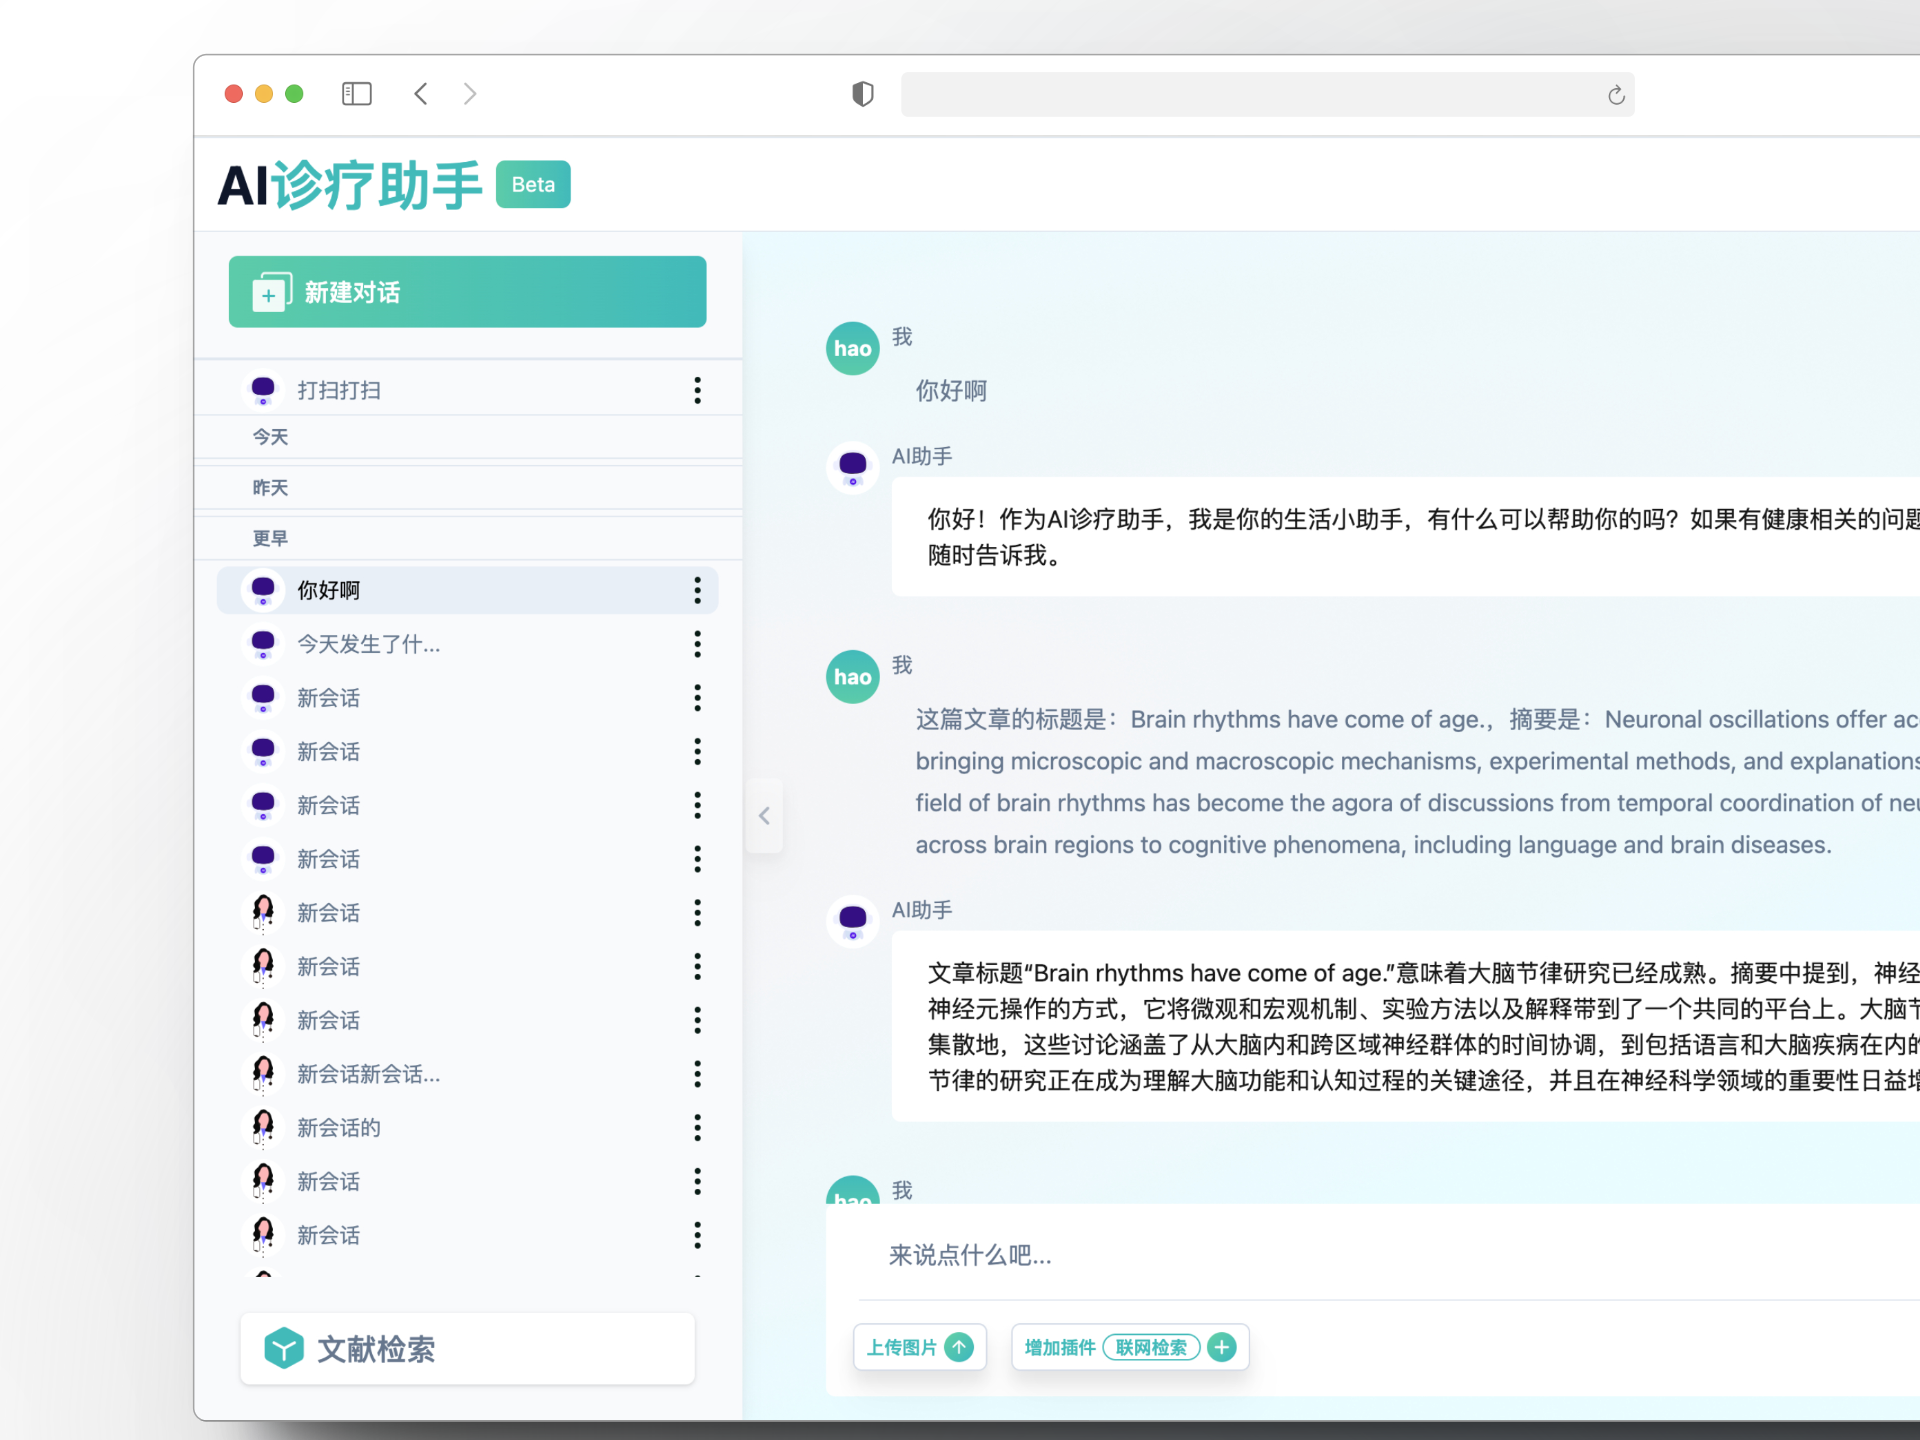 AI诊疗助手 Beta
新建对话
打扫打扫
今天
昨天
更早
你好啊
今天发生了什...
新会话
新会话
新会话
新会话
新会话
新会话
新会话
新会话新会话...
新会话的
新会话
新会话
文献检索
hao 我
你好啊
AI助手
你好！作为AI诊疗助手，我是你的生活小助手，有什么可以帮助你的吗？如果有健康相关的问题
随时告诉我。
hao 我
这篇文章的标题是：Brain rhythms have come of age.，摘要是：Neuronal oscillations offer
bringing microscopic and macroscopic mechanisms, experimental methods, and explanations
field of brain rhythms has become the agora of discussions from temporal coordination of
across brain regions to cognitive phenomena, including language and brain diseases.
AI助手
文章标题“Brain rhythms have come of age.”意味着大脑节律研究已经成熟。摘要中提到，神经
神经元操作的方式，它将微观和宏观机制、实验方法以及解释带到了一个共同的平台上。大脑节
集散地，这些讨论涵盖了从大脑内和跨区域神经群体的时间协调，到包括语言和大脑疾病在内的
节律的研究正在成为理解大脑功能和认知过程的关键途径，并且在神经科学领域的重要性日益增
hao 我
来说点什么吧...
上传图片
增加插件 联网检索